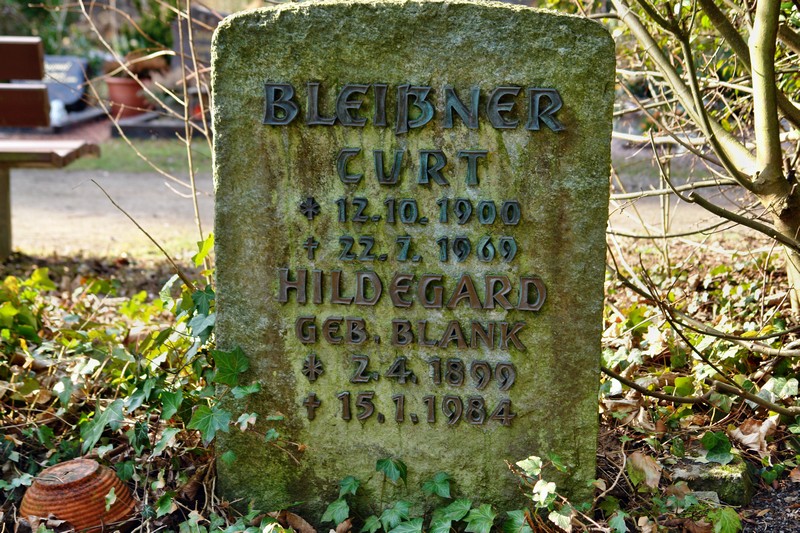 BLEIẞNER
CURT
* 12. 10. 1900
† 22. 7. 1969
HILDEGARD
GEB. BLANK
* 2. 4. 1899
† 15. 1. 1984